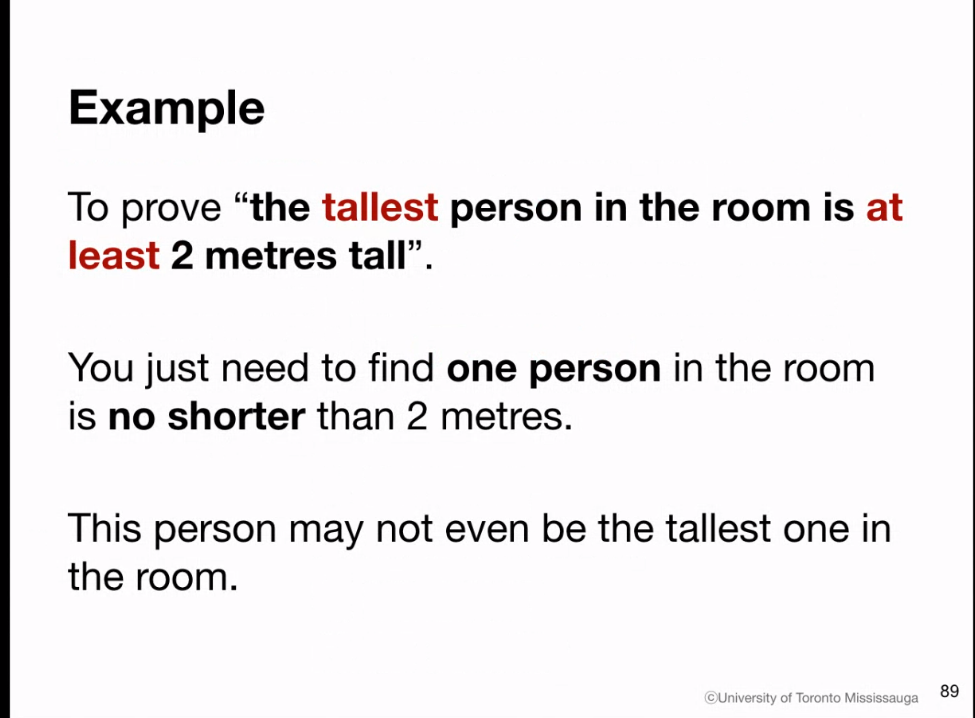 Example
To prove “the tallest person in the room is at
least 2 metres tall”.
You just need to find one person in the room
is no shorter than 2 metres.
This person may not even be the tallest one in
the room.
©University of Toronto Mississauga 89